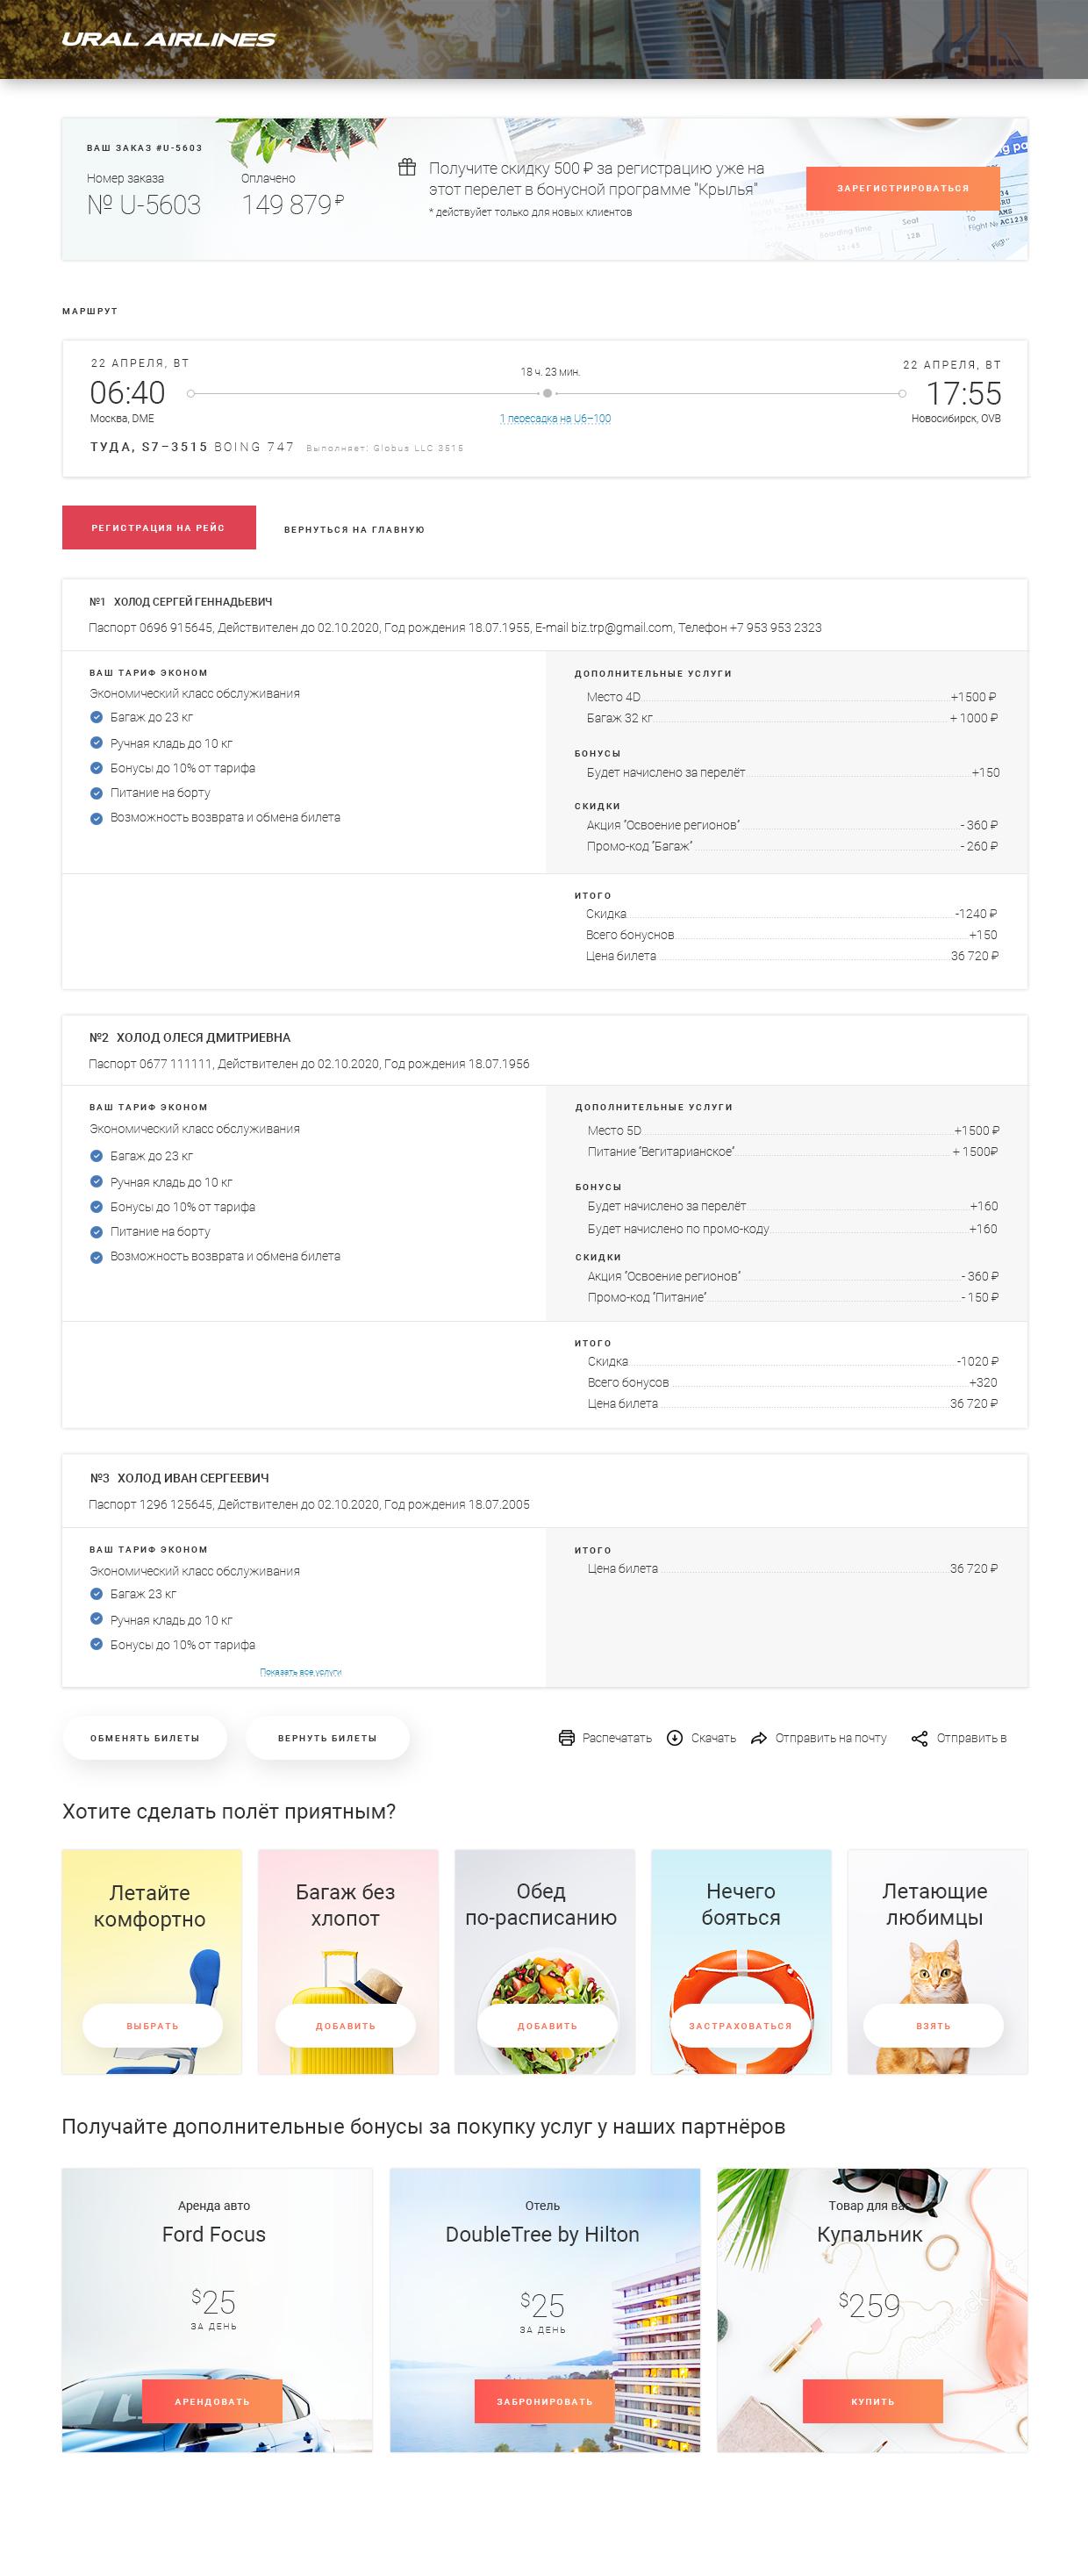 URAL AIRLINES
ВАШ ЗАКАЗ #U-5603
Номер заказа
№ U-5603
Оплачено
149 879 ₽
Получите скидку 500 ₽ за регистрацию уже на
этот перелет в бонусной программе "Крылья"
* действуйет только для новых клиентов
ЗАРЕГИСТРИРОВАТЬСЯ
Boarding Time
12:45
Seat
12B
МАРШРУТ
22 АПРЕЛЯ, ВТ
06:40
Москва, DME
18 ч. 23 мин.
1 пересадка на U6–100
22 АПРЕЛЯ, ВТ
17:55
Новосибирск, OVB
ТУДА, S7–3515 BOING 747 Выполняет: Globus LLC 3515
РЕГИСТРАЦИЯ НА РЕЙС
ВЕРНУТЬСЯ НА ГЛАВНУЮ
№1 ХОЛОД СЕРГЕЙ ГЕННАДЬЕВИЧ
Паспорт 0696 915645, Действителен до 02.10.2020, Год рождения 18.07.1955, E-mail biz.trp@gmail.com, Телефон +7 953 953 2323
ВАШ ТАРИФ ЭКОНОМ
Экономический класс обслуживания
Багаж до 23 кг
Ручная кладь до 10 кг
Бонусы до 10% от тарифа
Питание на борту
Возможность возврата и обмена билета
ДОПОЛНИТЕЛЬНЫЕ УСЛУГИ
Место 4D +1500 ₽
Багаж 32 кг + 1000 ₽
БОНУСЫ
Будет начислено за перелёт +150
СКИДКИ
Акция "Освоение регионов" - 360 ₽
Промо-код "Багаж" - 260 ₽
ИТОГО
Скидка -1240 ₽
Всего бонуснов +150
Цена билета 36 720 ₽
№2 ХОЛОД ОЛЕСЯ ДМИТРИЕВНА
Паспорт 0677 111111, Действителен до 02.10.2020, Год рождения 18.07.1956
ВАШ ТАРИФ ЭКОНОМ
Экономический класс обслуживания
Багаж до 23 кг
Ручная кладь до 10 кг
Бонусы до 10% от тарифа
Питание на борту
Возможность возврата и обмена билета
ДОПОЛНИТЕЛЬНЫЕ УСЛУГИ
Место 5D +1500 ₽
Питание "Вегитарианское" + 1500₽
БОНУСЫ
Будет начислено за перелёт +160
Будет начислено по промо-коду +160
СКИДКИ
Акция "Освоение регионов" - 360 ₽
Промо-код "Питание" - 150 ₽
ИТОГО
Скидка -1020 ₽
Всего бонусов +320
Цена билета 36 720 ₽
№3 ХОЛОД ИВАН СЕРГЕЕВИЧ
Паспорт 1296 125645, Действителен до 02.10.2020, Год рождения 18.07.2005
ВАШ ТАРИФ ЭКОНОМ
Экономический класс обслуживания
Багаж 23 кг
Ручная кладь до 10 кг
Бонусы до 10% от тарифа
Показать все услуги
ИТОГО
Цена билета 36 720 ₽
ОБМЕНЯТЬ БИЛЕТЫ
ВЕРНУТЬ БИЛЕТЫ
Распечатать
Скачать
Отправить на почту
Отправить в
Хотите сделать полёт приятным?
Летайте
комфортно
ВЫБРАТЬ
Багаж без
хлопот
ДОБАВИТЬ
Обед
по-расписанию
ДОБАВИТЬ
Нечего
бояться
ЗАСТРАХОВАТЬСЯ
Летающие
любимцы
ВЗЯТЬ
Получайте дополнительные бонусы за покупку услуг у наших партнёров
Аренда авто
Ford Focus
$25
ЗА ДЕНЬ
АРЕНДОВАТЬ
Отель
DoubleTree by Hilton
$25
ЗА ДЕНЬ
ЗАБРОНИРОВАТЬ
Товар для вас
Купальник
$259
КУПИТЬ